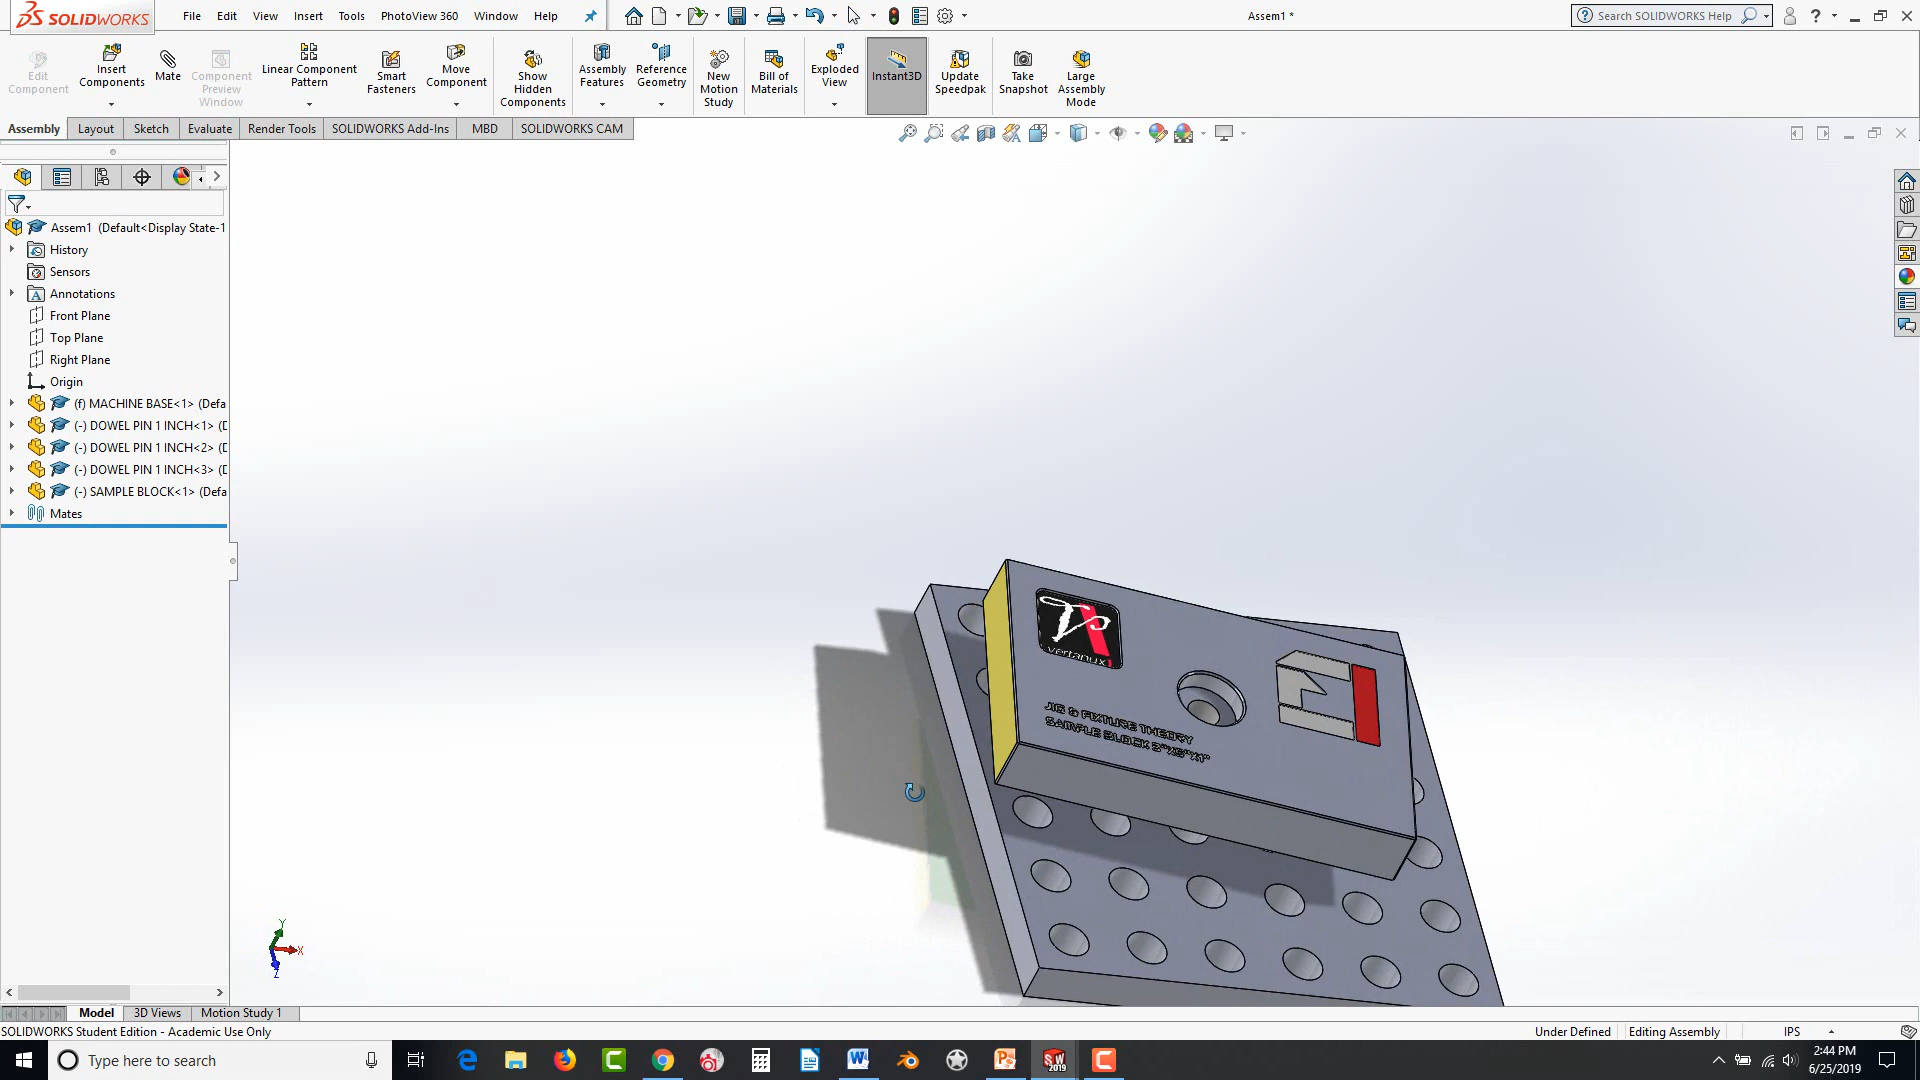 SOLIDWORKS
File Edit View Insert Tools PhotoView 360 Window Help
Assem1 *
Search SOLIDWORKS Help
Edit Component
Insert Components
Mate
Component Preview Window
Linear Component Pattern
Smart Fasteners
Move Component
Show Hidden Components
Assembly Features
Reference Geometry
New Motion Study
Bill of Materials
Exploded View
Instant3D
Update Speedpak
Take Snapshot
Large Assembly Mode
Assembly Layout Sketch Evaluate Render Tools SOLIDWORKS Add-Ins MBD SOLIDWORKS CAM
Assem1 (Default<Display State-1
History
Sensors
Annotations
Front Plane
Top Plane
Right Plane
Origin
(f) MACHINE BASE<1> (Defa
(-) DOWEL PIN 1 INCH<1> (D
(-) DOWEL PIN 1 INCH<2> (D
(-) DOWEL PIN 1 INCH<3> (D
(-) SAMPLE BLOCK<1> (Defa
Mates
vertanux1
JIG & FIXTURE THEORY
SAMPLE BLOCK 3"X5"X1"
Y
X
Z
Model 3D Views Motion Study 1
SOLIDWORKS Student Edition - Academic Use Only
Under Defined Editing Assembly IPS
Type here to search
2:44 PM
6/25/2019